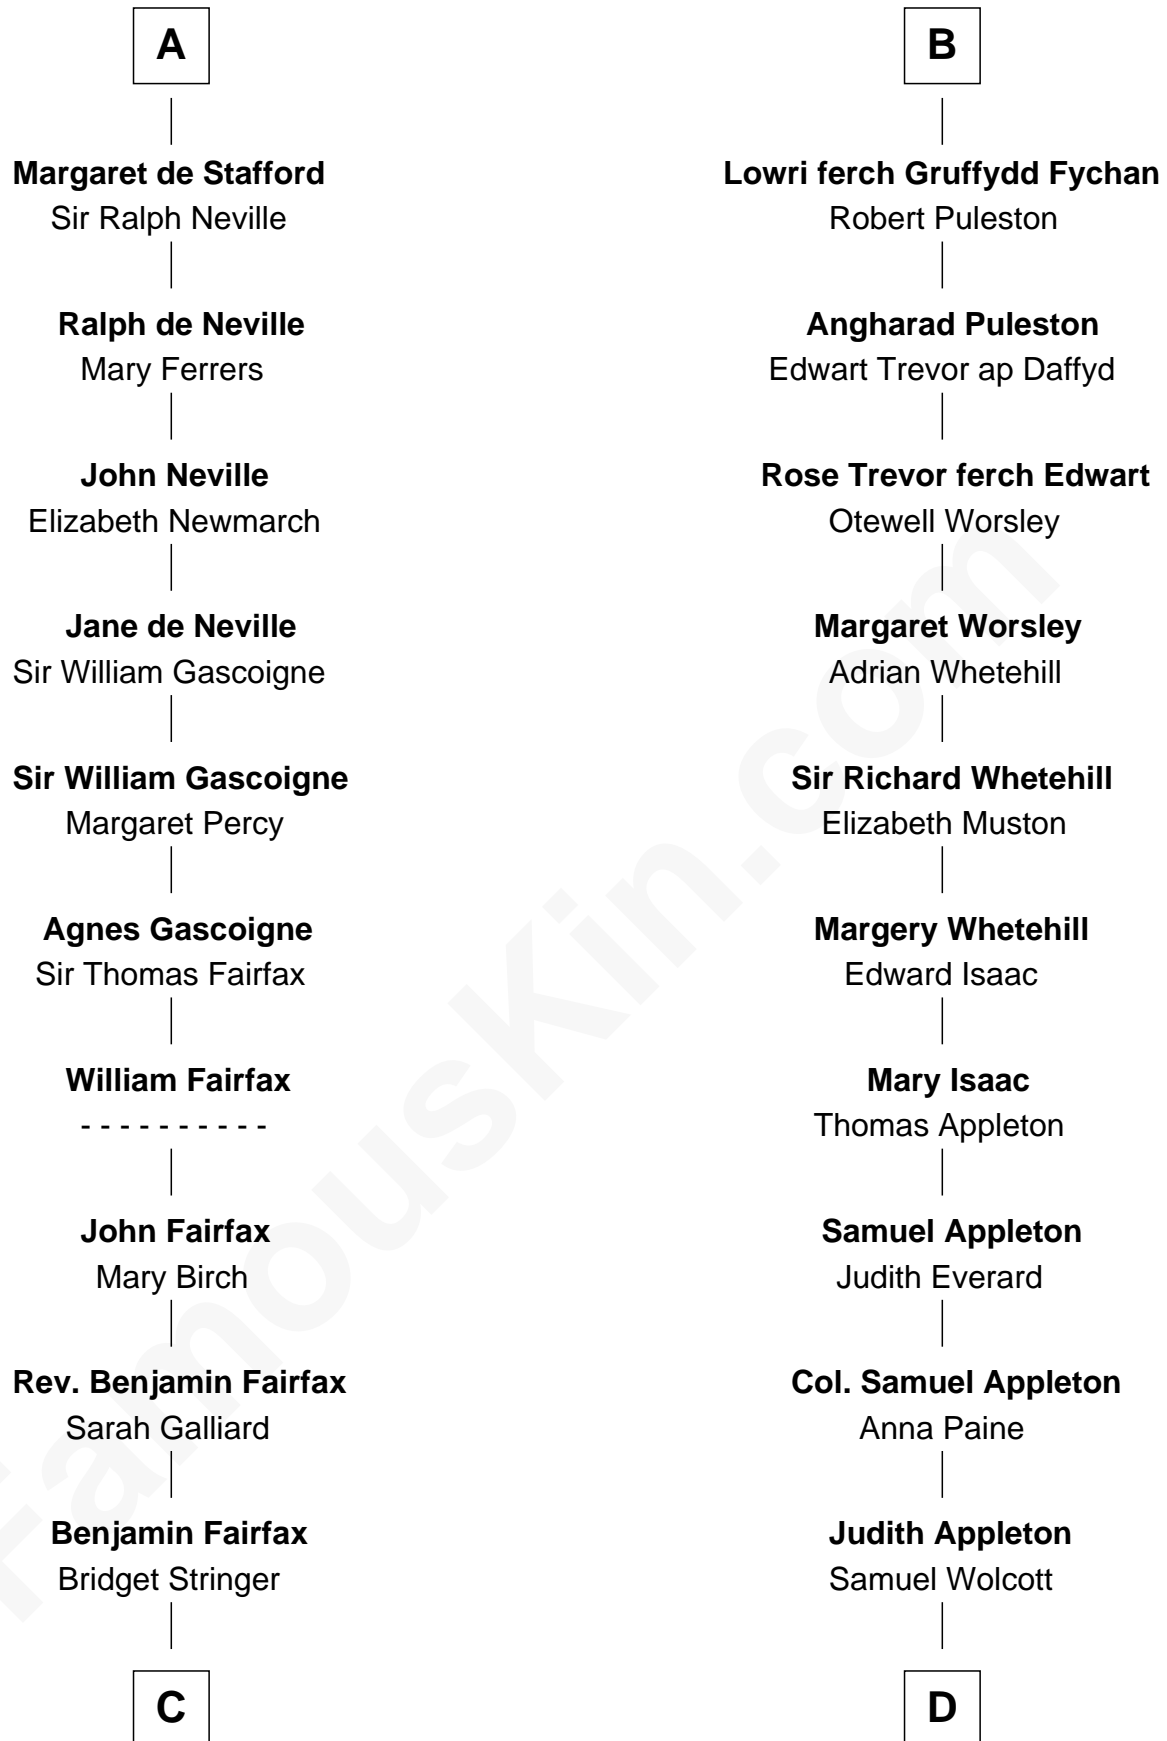 A
Margaret de Stafford
Sir Ralph Neville
Ralph de Neville
Mary Ferrers
John Neville
Elizabeth Newmarch
Jane de Neville
Sir William Gascoigne
Sir William Gascoigne
Margaret Percy
Agnes Gascoigne
Sir Thomas Fairfax
William Fairfax
- - - - - - - - - -
John Fairfax
Mary Birch
Rev. Benjamin Fairfax
Sarah Galliard
Benjamin Fairfax
Bridget Stringer
C
B
Lowri ferch Gruffydd Fychan
Robert Puleston
Angharad Puleston
Edwart Trevor ap Daffyd
Rose Trevor ferch Edwart
Otewell Worsley
Margaret Worsley
Adrian Whetehill
Sir Richard Whetehill
Elizabeth Muston
Margery Whetehill
Edward Isaac
Mary Isaac
Thomas Appleton
Samuel Appleton
Judith Everard
Col. Samuel Appleton
Anna Paine
Judith Appleton
Samuel Wolcott
D
FamousKin.com